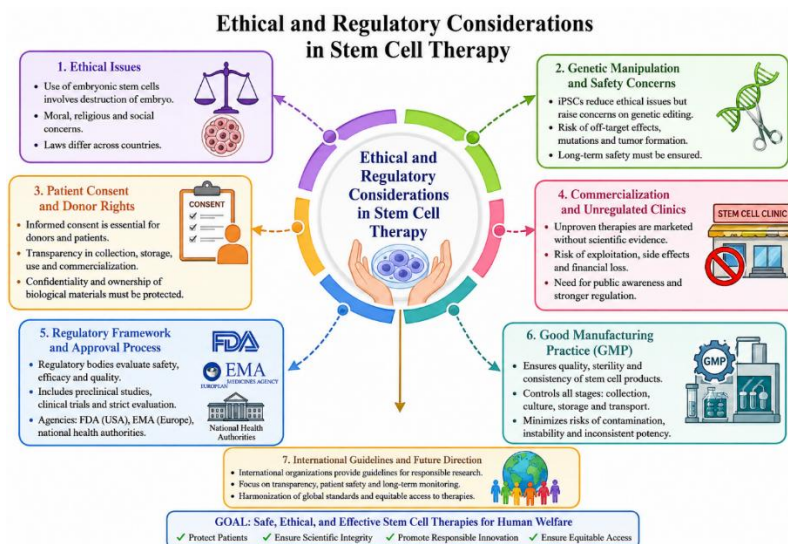 Ethical and Regulatory Considerations
in Stem Cell Therapy
1. Ethical Issues
• Use of embryonic stem cells
involves destruction of embryo.
• Moral, religious and social
concerns.
• Laws differ across countries.
2. Genetic Manipulation
and Safety Concerns
• iPSCs reduce ethical issues but
raise concerns on genetic editing.
• Risk of off-target effects,
mutations and tumor formation.
• Long-term safety must be ensured.
Ethical and
Regulatory
Considerations
in Stem Cell
Therapy
3. Patient Consent
and Donor Rights
• Informed consent is essential for
donors and patients.
• Transparency in collection, storage,
use and commercialization.
• Confidentiality and ownership of
biological materials must be protected.
CONSENT
4. Commercialization
and Unregulated Clinics
• Unproven therapies are marketed
without scientific evidence.
• Risk of exploitation, side effects
and financial loss.
• Need for public awareness and
stronger regulation.
STEM CELL CLINIC
5. Regulatory Framework
and Approval Process
• Regulatory bodies evaluate safety,
efficacy and quality.
• Includes preclinical studies,
clinical trials and strict evaluation.
• Agencies: FDA (USA), EMA (Europe),
national health authorities.
FDA
EMA
EUROPEAN MEDICINES AGENCY
National Health
Authorities
6. Good Manufacturing
Practice (GMP)
• Ensures quality, sterility and
consistency of stem cell products.
• Controls all stages: collection,
culture, storage and transport.
• Minimizes risks of contamination,
instability and inconsistent potency.
GMP
7. International Guidelines and Future Direction
• International organizations provide guidelines for responsible research.
• Focus on transparency, patient safety and long-term monitoring.
• Harmonization of global standards and equitable access to therapies.
GOAL: Safe, Ethical, and Effective Stem Cell Therapies for Human Welfare
✓ Protect Patients ✓ Ensure Scientific Integrity ✓ Promote Responsible Innovation ✓ Ensure Equitable Access